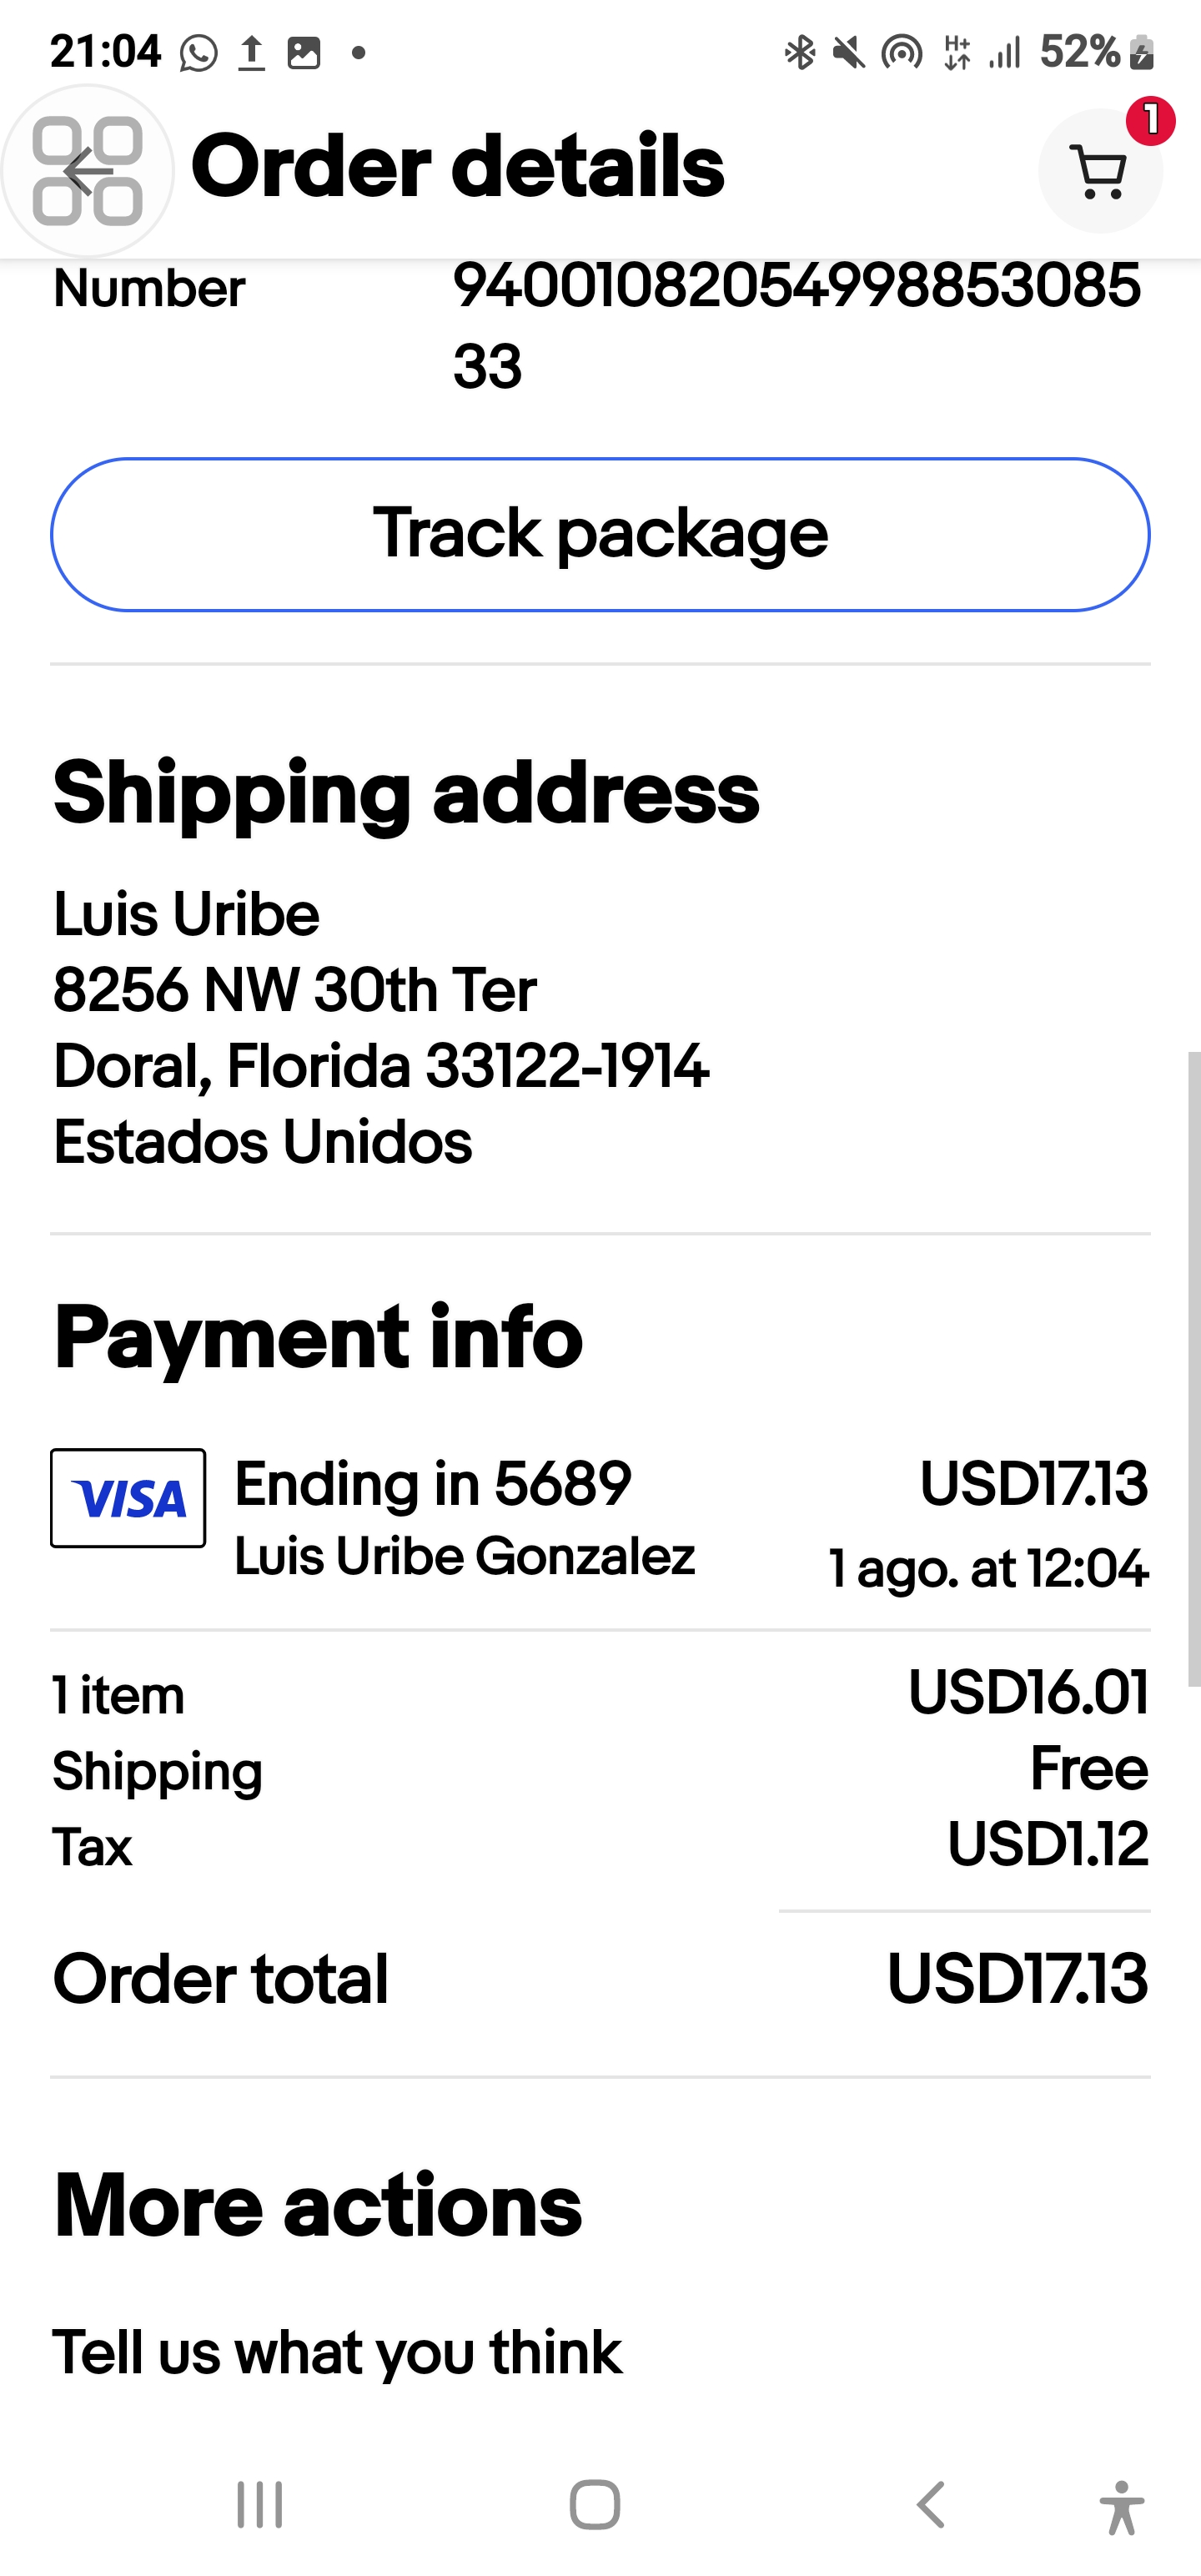 21:04
H+
52%
Order details
1
Number
94001082054998853085
33
Track package
Shipping address
Luis Uribe
8256 NW 30th Ter
Doral, Florida 33122-1914
Estados Unidos
Payment info
VISA
Ending in 5689
USD17.13
Luis Uribe Gonzalez
1 ago. at 12:04
1 item
USD16.01
Shipping
Free
Tax
USD1.12
Order total
USD17.13
More actions
Tell us what you think